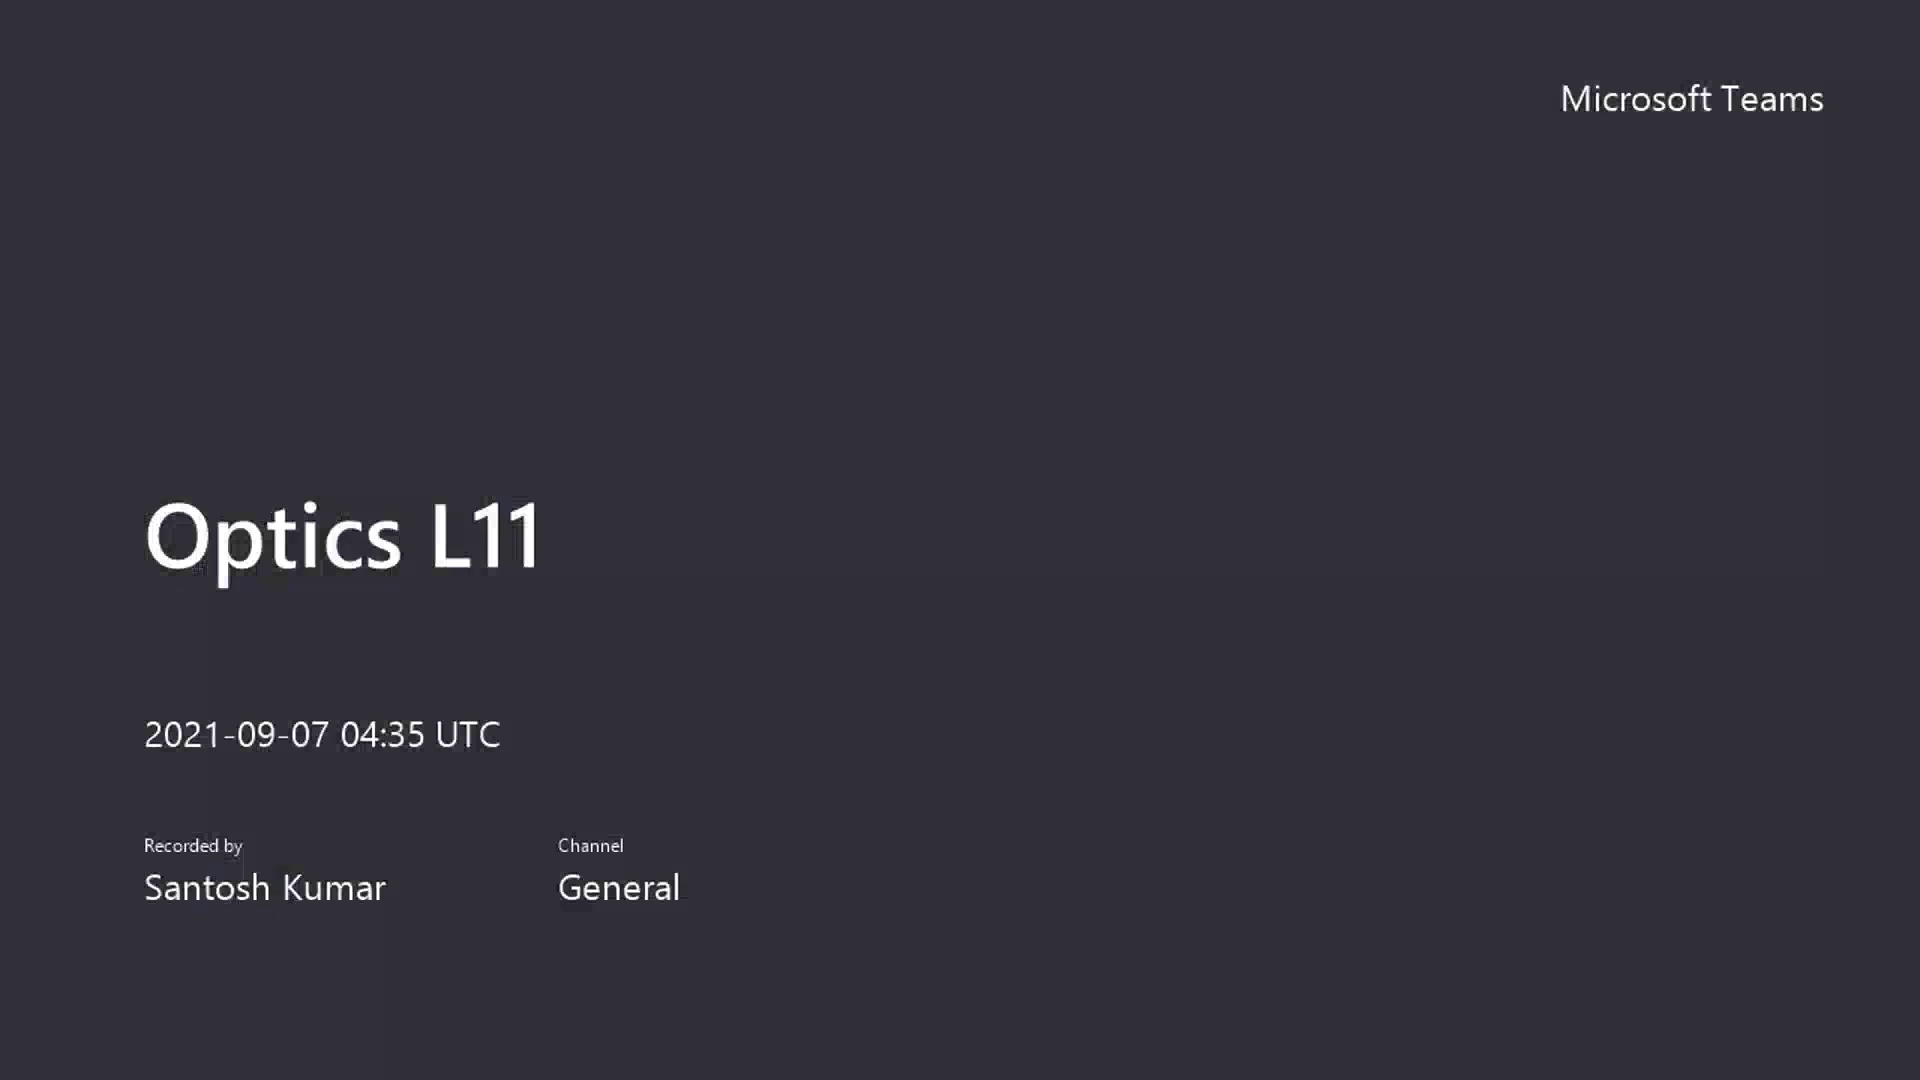 Microsoft Teams
Optics L11
2021-09-07 04:35 UTC
Recorded by
Santosh Kumar
Channel
General